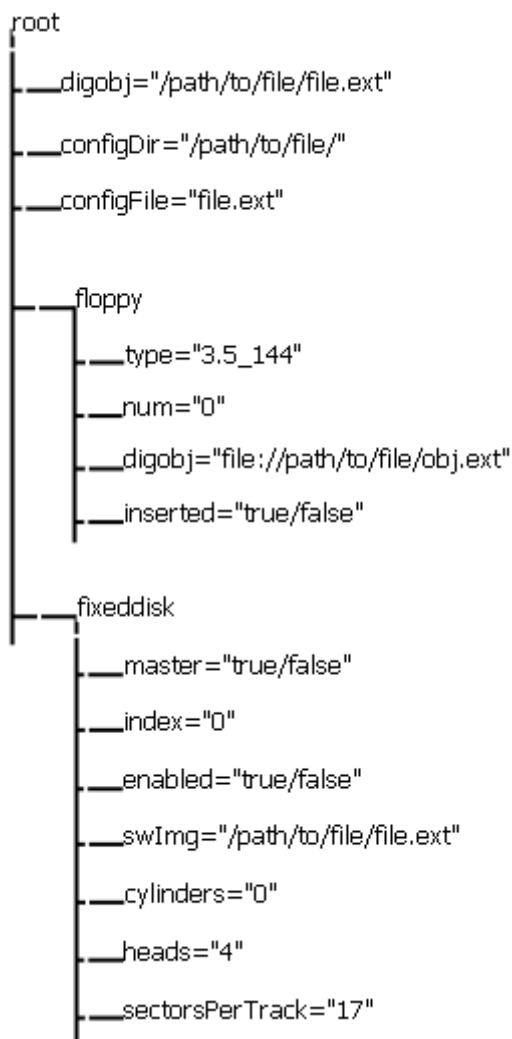 root
digobj="/path/to/file/file.ext"
configDir="/path/to/file/"
configFile="file.ext"
floppy
type="3.5_144"
num="0"
digobj="file://path/to/file/obj.ext"
inserted="true/false"
fixeddisk
master="true/false"
index="0"
enabled="true/false"
swImg="/path/to/file/file.ext"
cylinders="0"
heads="4"
sectorsPerTrack="17"